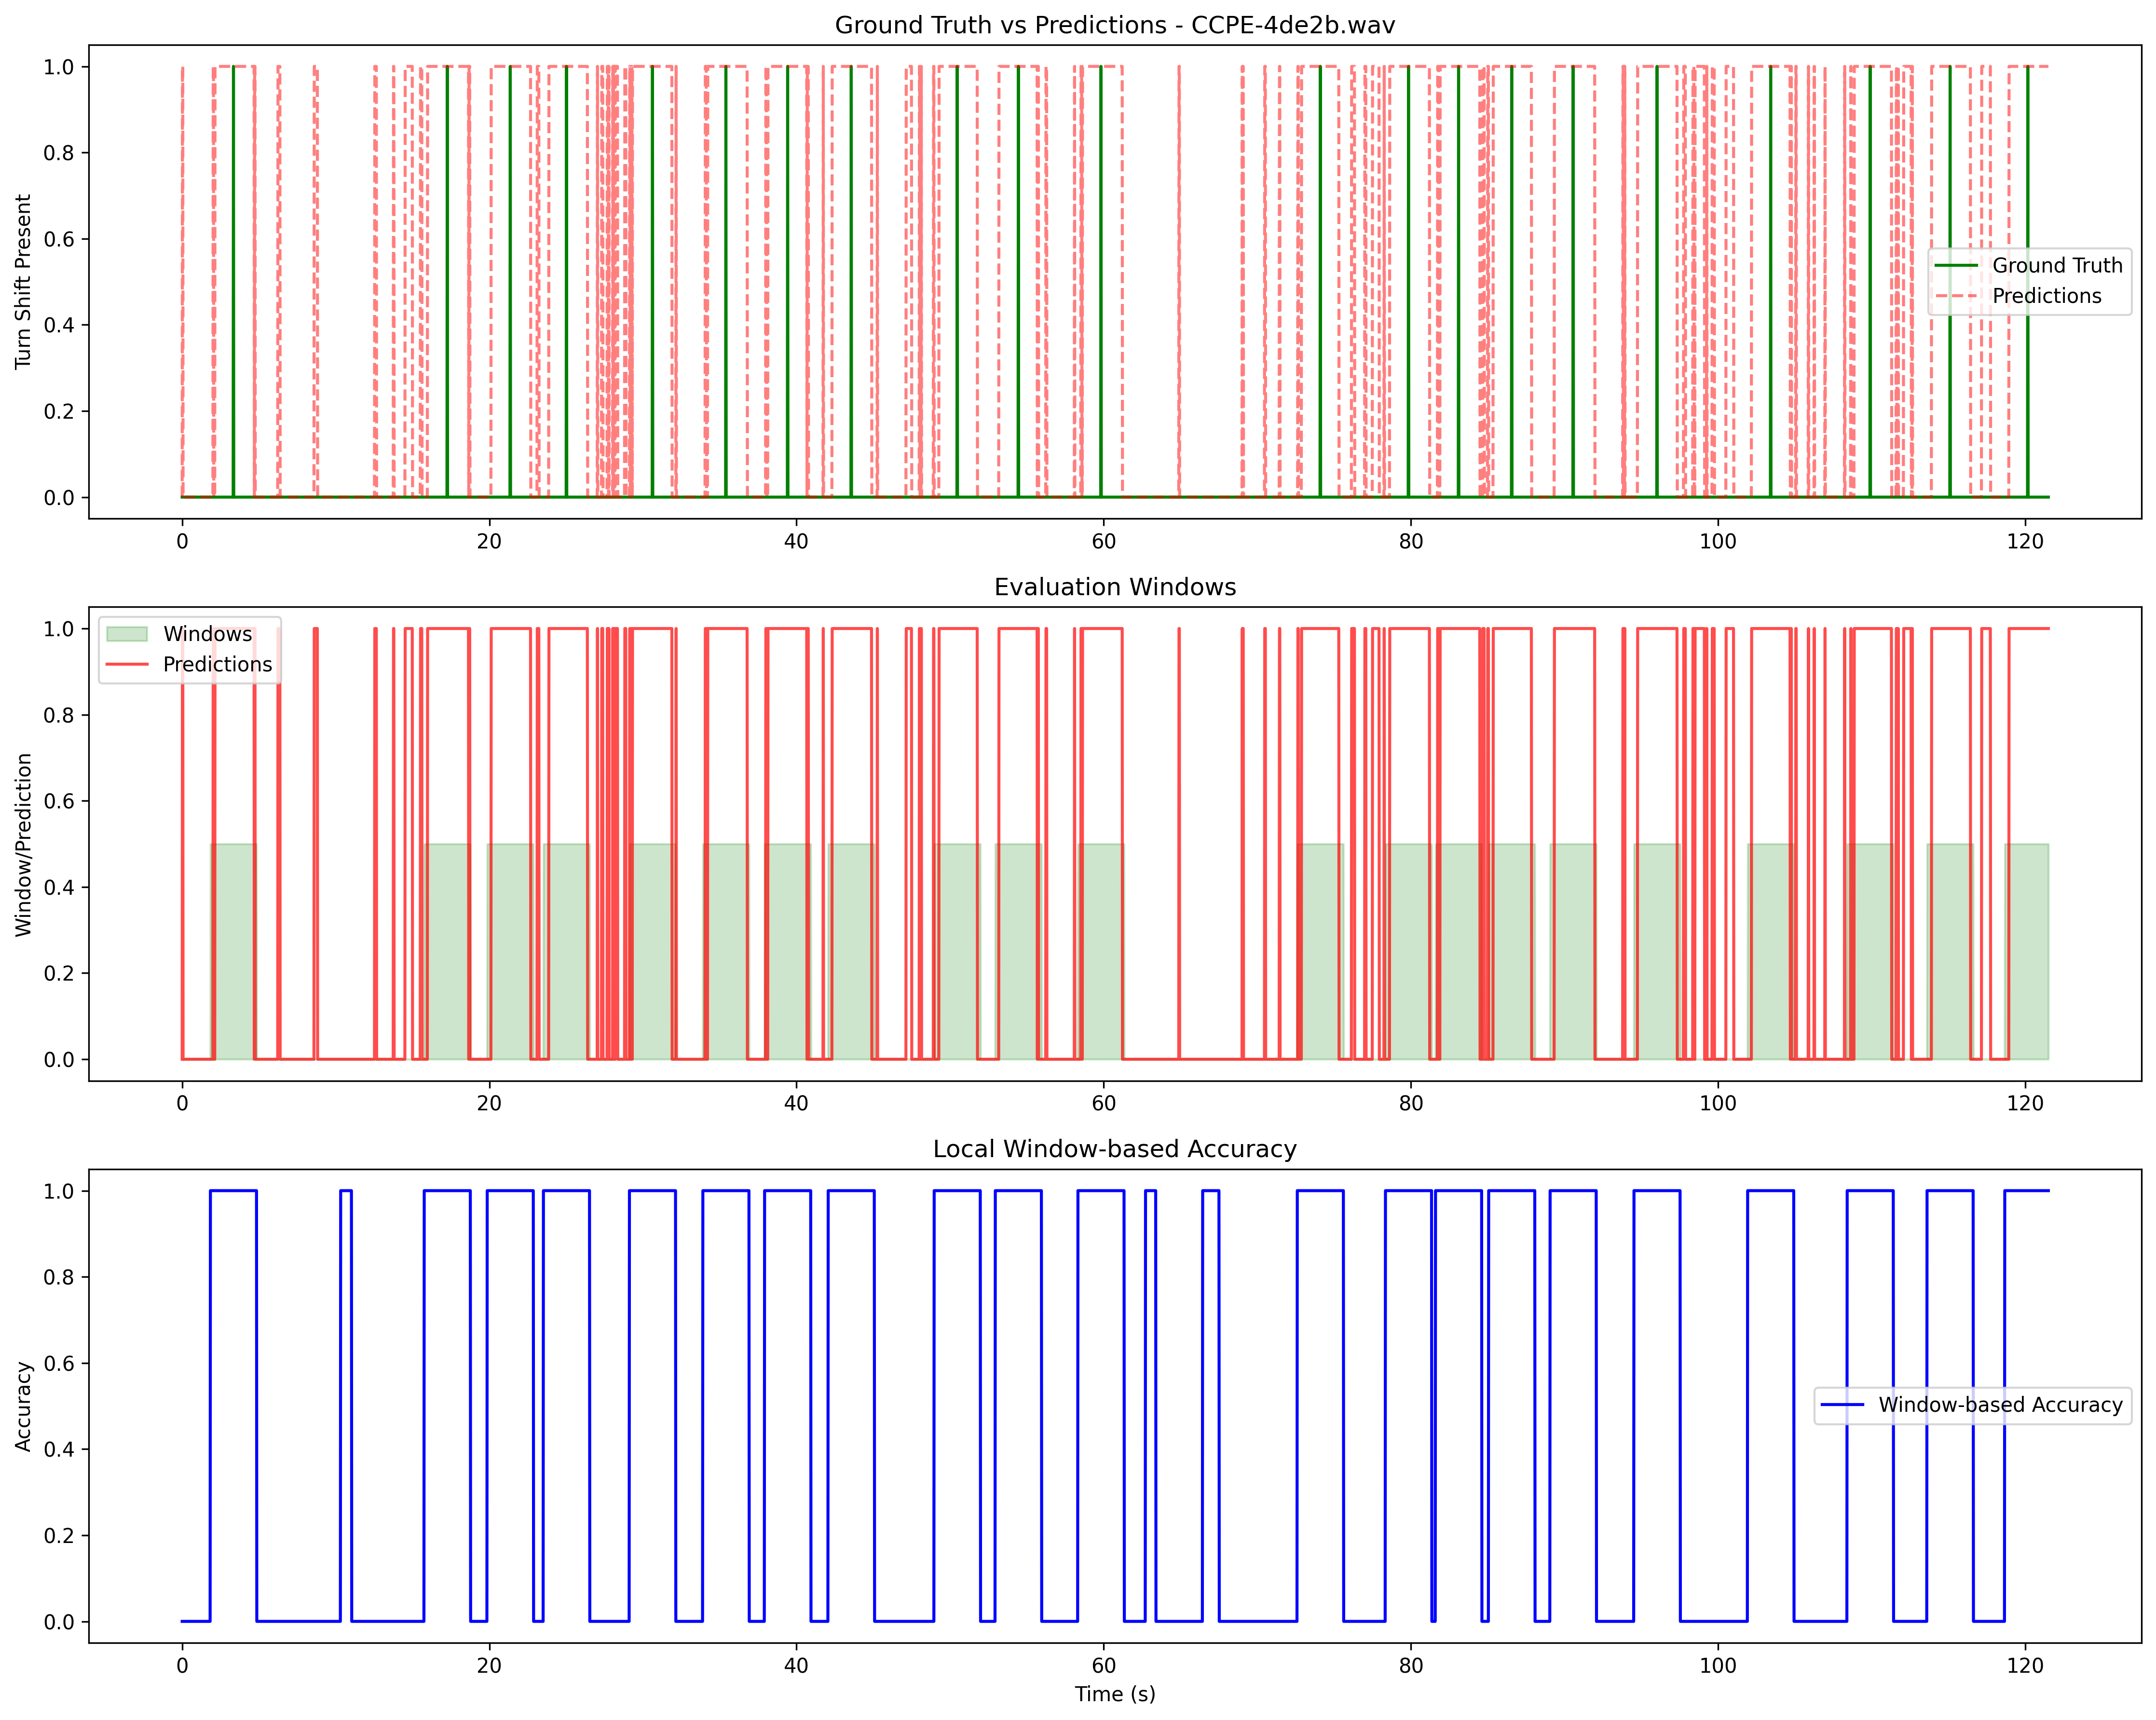 Ground Truth vs Predictions - CCPE-4de2b.wav
Turn Shift Present
1.0
0.8
0.6
0.4
0.2
0.0
Ground Truth
Predictions
0 20 40 60 80 100 120
Evaluation Windows
Window/Prediction
1.0
0.8
0.6
0.4
0.2
0.0
Windows
Predictions
0 20 40 60 80 100 120
Local Window-based Accuracy
Accuracy
1.0
0.8
0.6
0.4
0.2
0.0
Window-based Accuracy
0 20 40 60 80 100 120
Time (s)